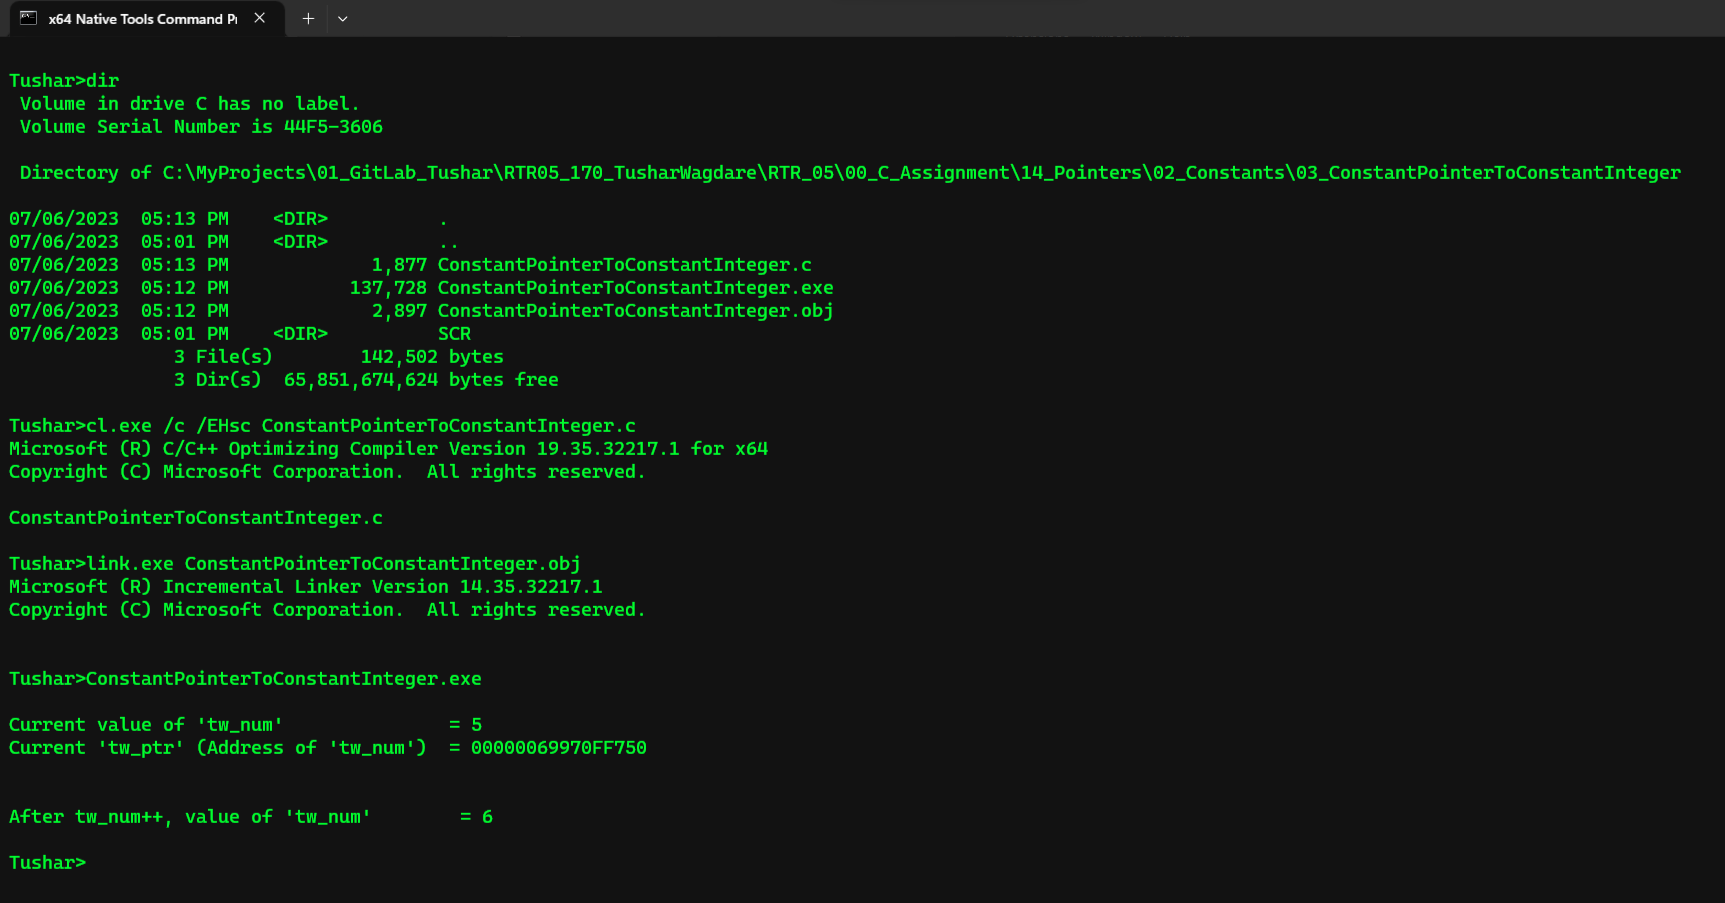 x64 Native Tools Command Pr
Tushar>dir
Volume in drive C has no label.
Volume Serial Number is 44F5-3606
Directory of C:\MyProjects\01_GitLab_Tushar\RTR05_170_TusharWagdare\RTR_05\00_C_Assignment\14_Pointers\02_Constants\03_ConstantPointerToConstantInteger
07/06/2023  05:13 PM    <DIR>          .
07/06/2023  05:01 PM    <DIR>          ..
07/06/2023  05:13 PM             1,877 ConstantPointerToConstantInteger.c
07/06/2023  05:12 PM           137,728 ConstantPointerToConstantInteger.exe
07/06/2023  05:12 PM             2,897 ConstantPointerToConstantInteger.obj
07/06/2023  05:01 PM    <DIR>          SCR
3 File(s)        142,502 bytes
3 Dir(s)  65,851,674,624 bytes free
Tushar>cl.exe /c /EHsc ConstantPointerToConstantInteger.c
Microsoft (R) C/C++ Optimizing Compiler Version 19.35.32217.1 for x64
Copyright (C) Microsoft Corporation.  All rights reserved.
ConstantPointerToConstantInteger.c
Tushar>link.exe ConstantPointerToConstantInteger.obj
Microsoft (R) Incremental Linker Version 14.35.32217.1
Copyright (C) Microsoft Corporation.  All rights reserved.
Tushar>ConstantPointerToConstantInteger.exe
Current value of 'tw_num'               = 5
Current 'tw_ptr' (Address of 'tw_num')  = 00000069970FF750
After tw_num++, value of 'tw_num'        = 6
Tushar>